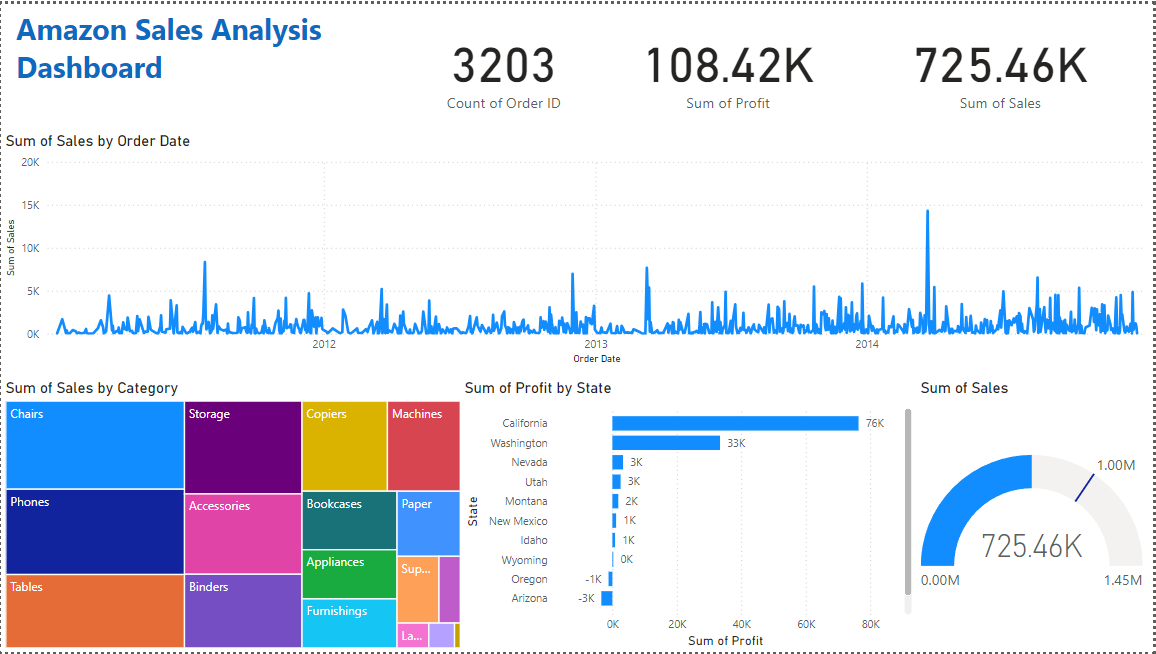 Amazon Sales Analysis
Dashboard
3203
Count of Order ID
108.42K
Sum of Profit
725.46K
Sum of Sales
Sum of Sales by Order Date
Sum of Sales
20K
15K
10K
5K
0K
2012
2013
2014
Order Date
Sum of Sales by Category
Chairs
Storage
Copiers
Machines
Phones
Accessories
Bookcases
Paper
Appliances
Sup...
Tables
Binders
Furnishings
La...
Sum of Profit by State
State
California 76K
Washington 33K
Nevada 3K
Utah 3K
Montana 2K
New Mexico 1K
Idaho 1K
Wyoming 0K
Oregon -1K
Arizona -3K
0K 20K 40K 60K 80K
Sum of Profit
Sum of Sales
1.00M
725.46K
0.00M 1.45M